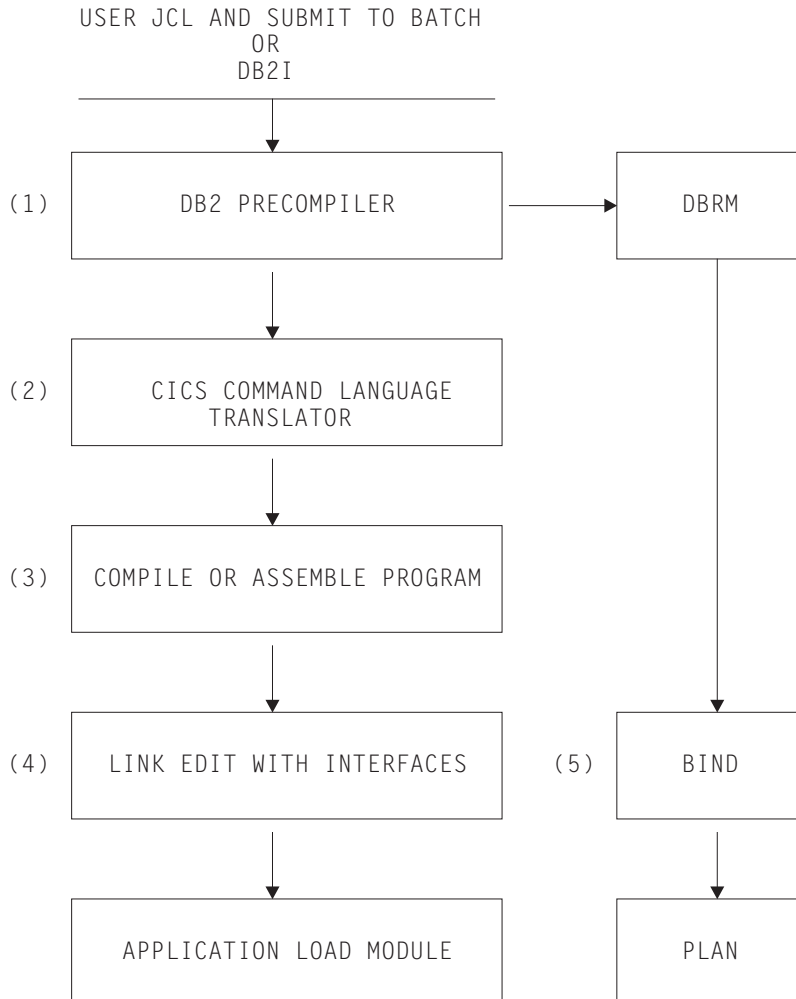 USER JCL AND SUBMIT TO BATCH
OR
DB2I
(1)
DB2 PRECOMPILER
DBRM
(2)
CICS COMMAND LANGUAGE
TRANSLATOR
(3)
COMPILE OR ASSEMBLE PROGRAM
(4)
LINK EDIT WITH INTERFACES
(5)
BIND
APPLICATION LOAD MODULE
PLAN